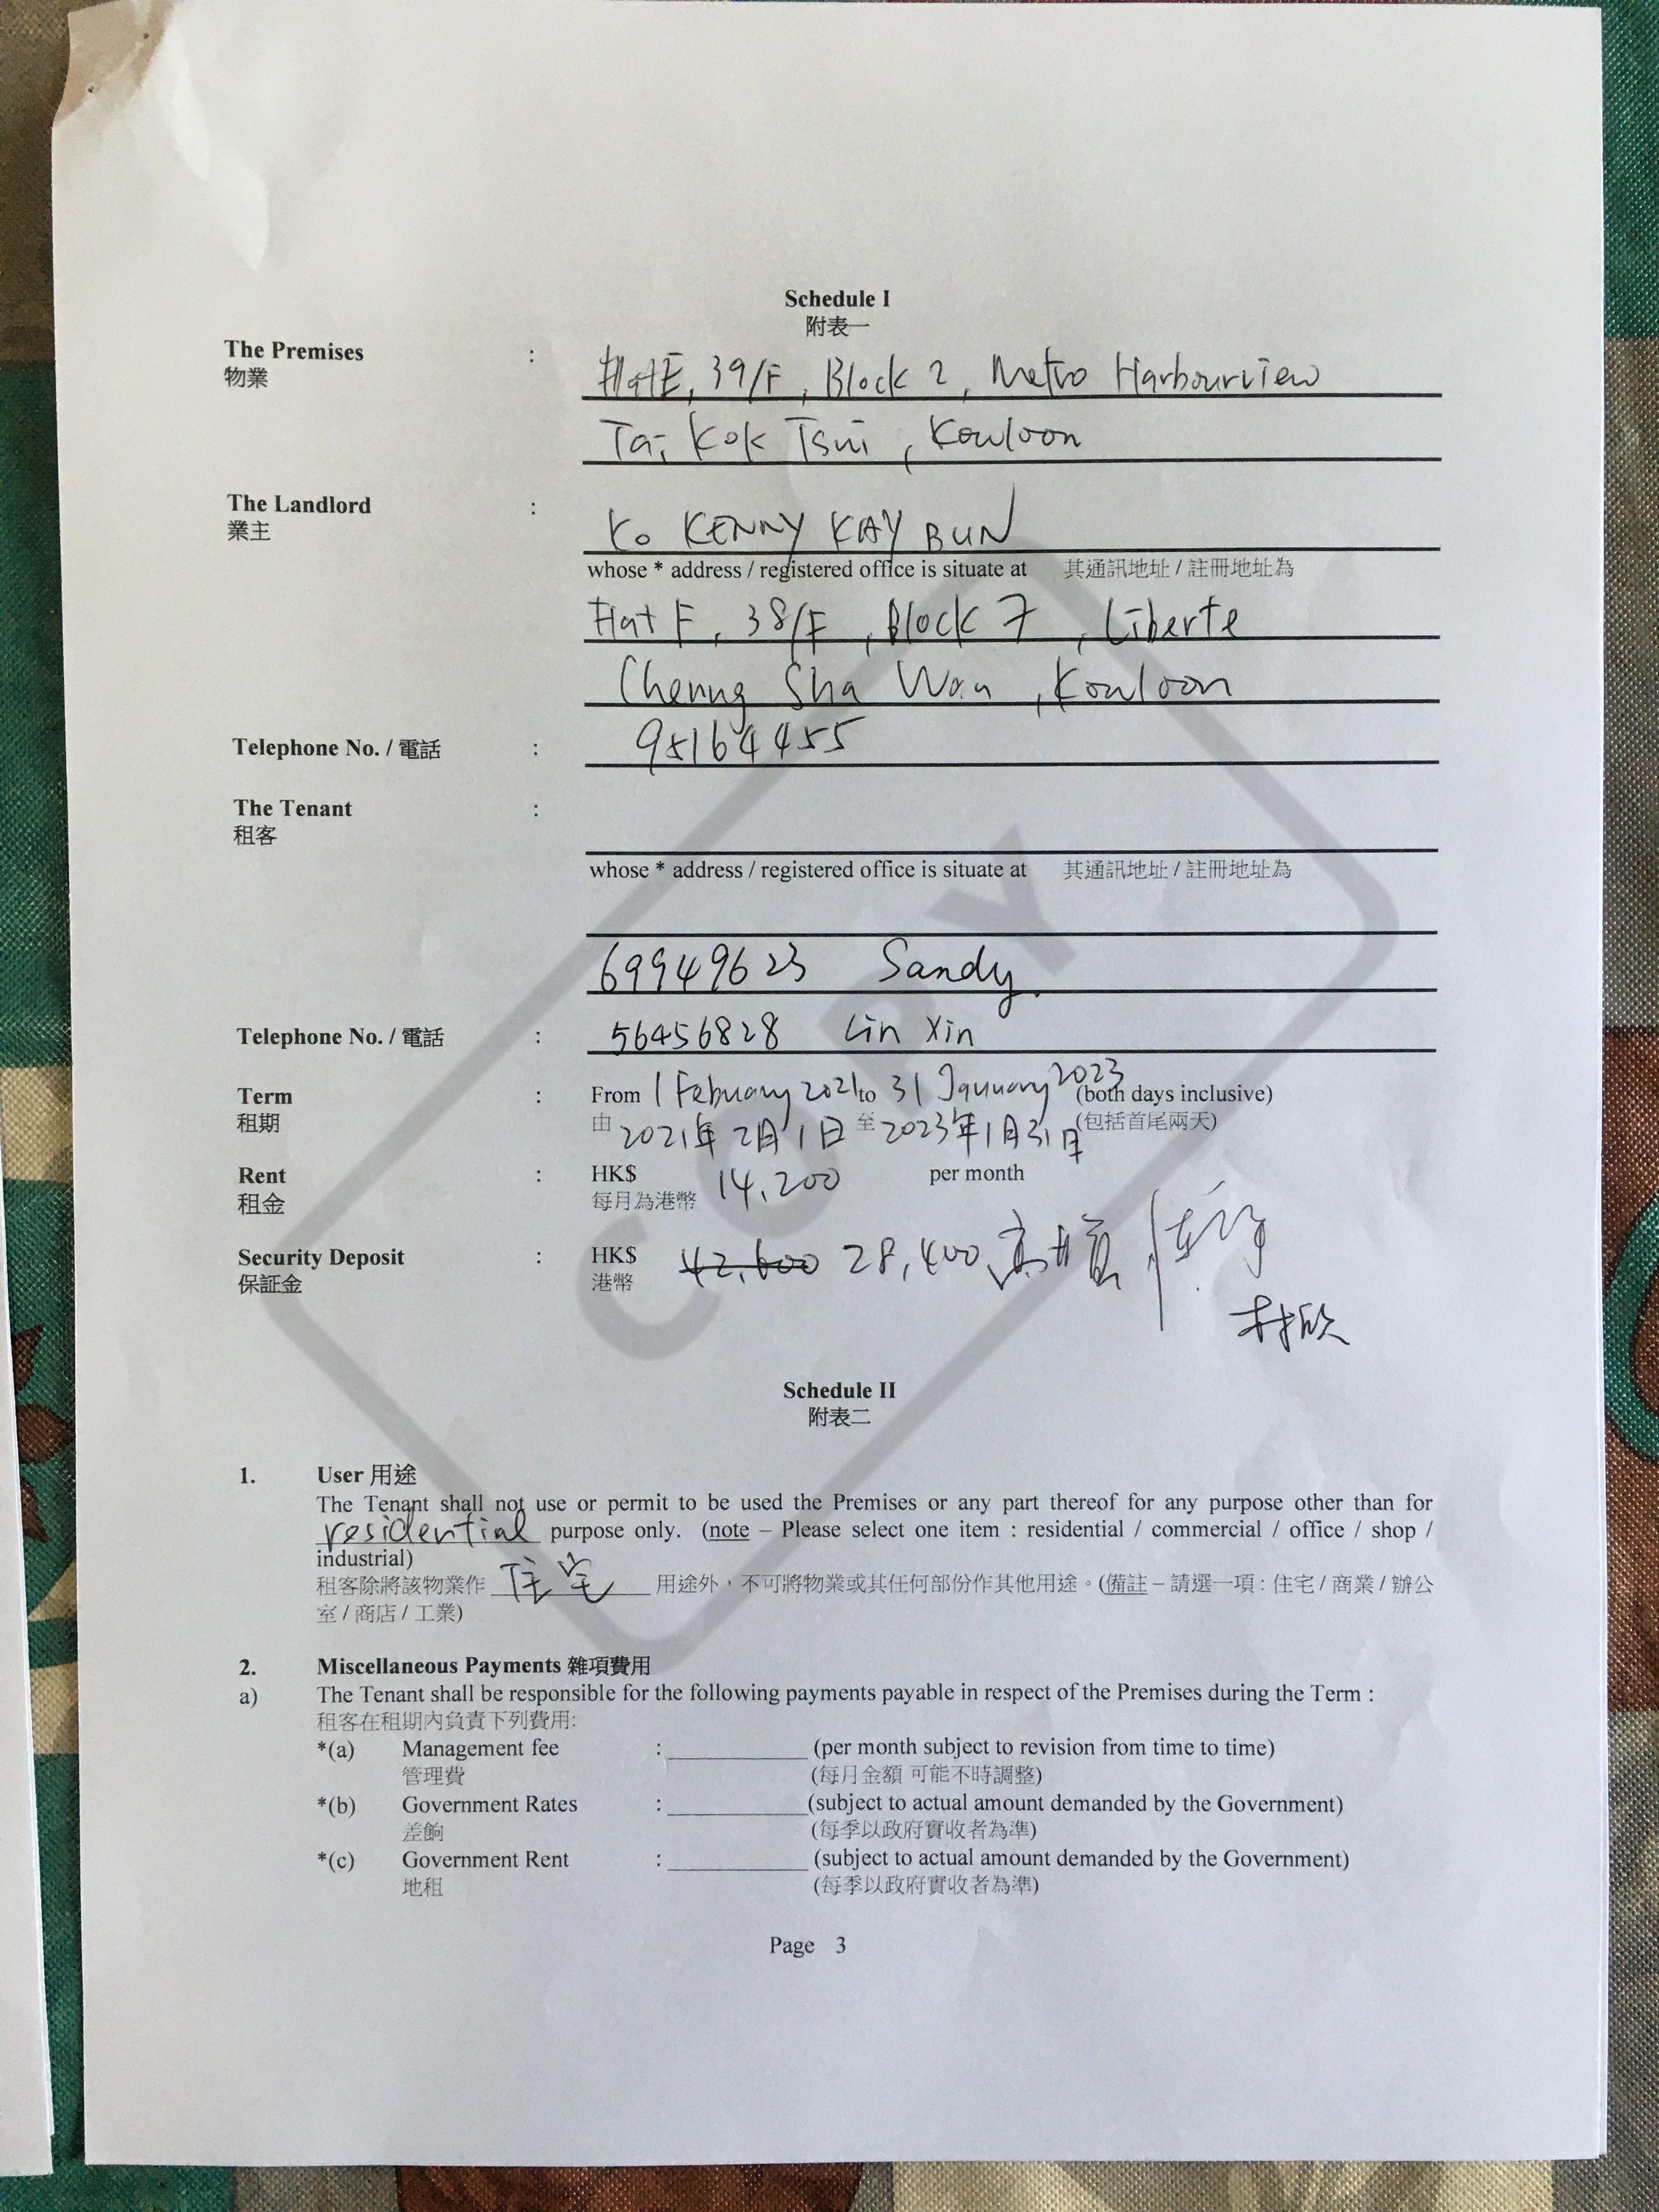 Schedule I
附表一
The Premises : Flat E, 39/F, Block 2, Metro Harbourview
物業
Tai Kok Tsui, Kowloon
The Landlord : Ko KENNY KAY BUN
業主
whose * address / registered office is situate at 其通訊地址 / 註冊地址為
Flat F, 38/F, Block 7, Liberte
Cheung Sha Wan, Kowloon
Telephone No. / 電話 : 95164455
The Tenant :
租客
whose * address / registered office is situate at 其通訊地址 / 註冊地址為
69949623 Sandy
Telephone No. / 電話 : 56456828 Lin Xin
Term : From 1 February 2021 to 31 January 2023 (both days inclusive)
租期 由 2021年2月1日 至 2023年1月31日 (包括首尾兩天)
Rent : HK$ 14,200 per month
租金 每月為港幣
Security Deposit : HK$ 42,600 28,400
保証金 港幣
林欣
COPY
Schedule II
附表二
1. User 用途
The Tenant shall not use or permit to be used the Premises or any part thereof for any purpose other than for
residential purpose only. (note – Please select one item : residential / commercial / office / shop /
industrial)
租客除將該物業作 住宅 用途外，不可將物業或其任何部份作其他用途。(備註 – 請選一項 : 住宅 / 商業 / 辦公
室 / 商店 / 工業)
2. Miscellaneous Payments 雜項費用
a) The Tenant shall be responsible for the following payments payable in respect of the Premises during the Term :
租客在租期內負責下列費用:
*(a) Management fee : (per month subject to revision from time to time)
管理費 (每月金額 可能不時調整)
*(b) Government Rates : (subject to actual amount demanded by the Government)
差餉 (每季以政府實收者為準)
*(c) Government Rent : (subject to actual amount demanded by the Government)
地租 (每季以政府實收者為準)
Page 3